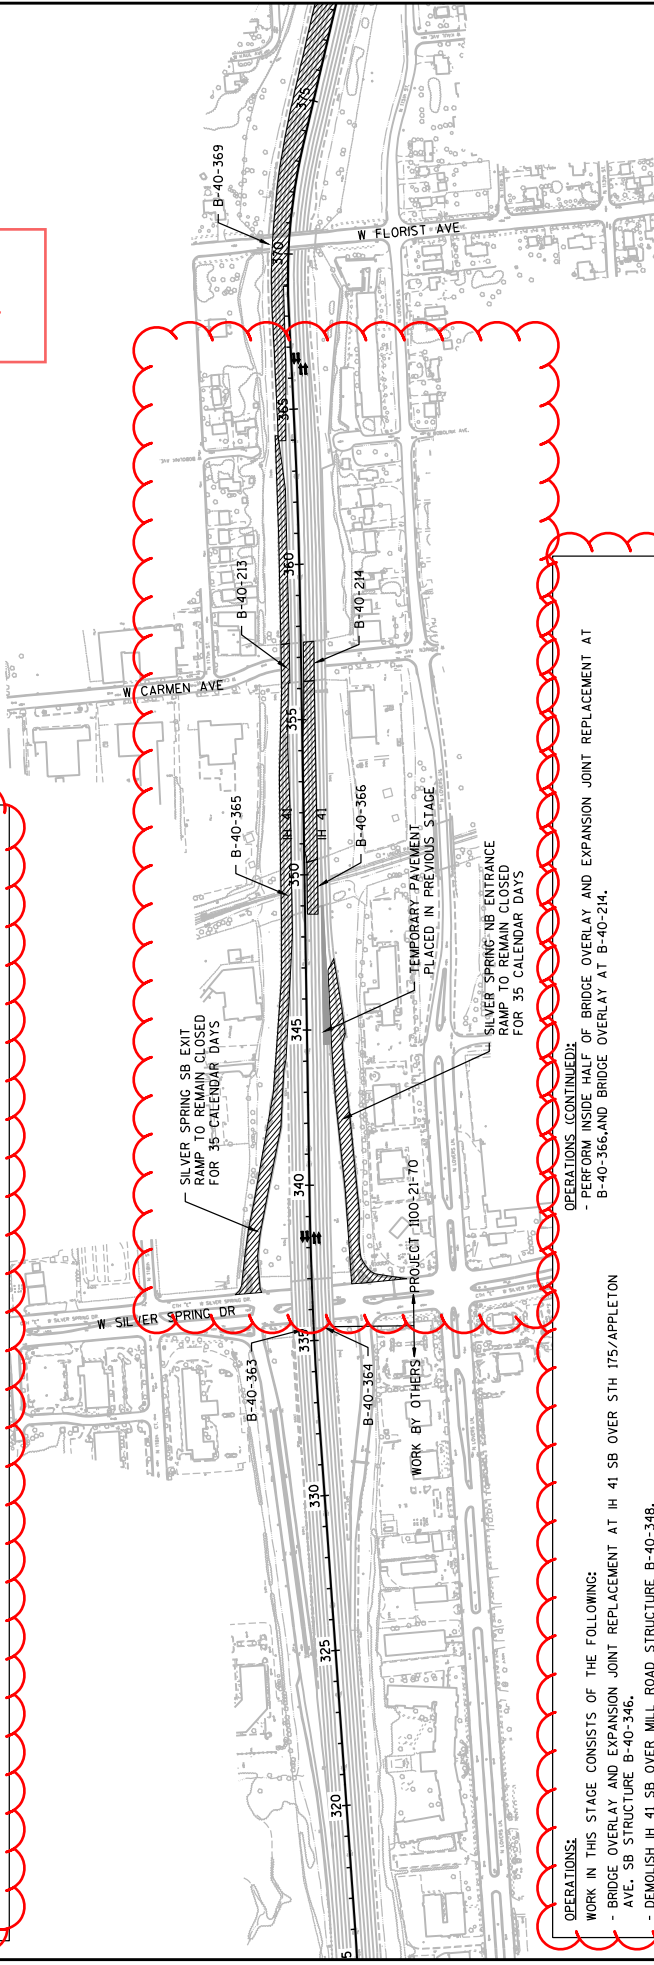 B-40-369
W FLORIST AVE
375
370
365
360
355
350
345
340
335
330
325
320
5
B-40-213
B-40-214
W CARMEN AVE
B-40-365
IH 41
IH 41
B-40-366
TEMPORARY PAVEMENT
PLACED IN PREVIOUS STAGE
SILVER SPRING SB EXIT
RAMP TO REMAIN CLOSED
FOR 35 CALENDAR DAYS
SILVER SPRING NB ENTRANCE
RAMP TO REMAIN CLOSED
FOR 35 CALENDAR DAYS
W SILVER SPRING DR
B-40-363
B-40-364
WORK BY OTHERS
PROJECT 1100-21-70
OPERATIONS:
WORK IN THIS STAGE CONSISTS OF THE FOLLOWING:
- BRIDGE OVERLAY AND EXPANSION JOINT REPLACEMENT AT IH 41 SB OVER STH 175/APPLETON
AVE. SB STRUCTURE B-40-346.
- DEMOLISH IH 41 SB OVER MILL ROAD STRUCTURE B-40-348.
OPERATIONS (CONTINUED):
- PERFORM INSIDE HALF OF BRIDGE OVERLAY AND EXPANSION JOINT REPLACEMENT AT
B-40-366,AND BRIDGE OVERLAY AT B-40-214.